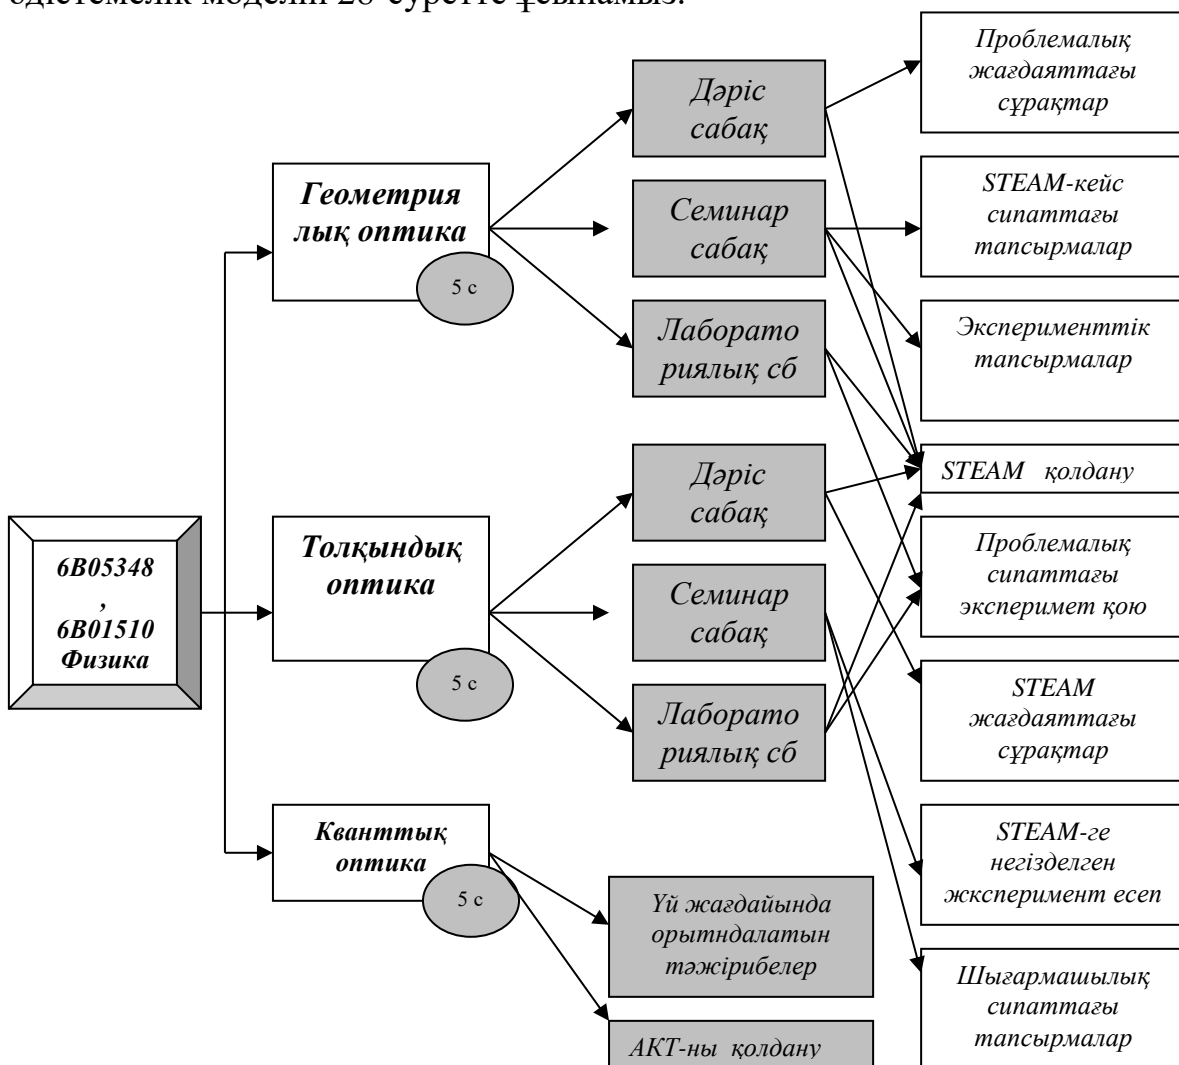 әдістемелік моделін 28-суретте ұсынамыз.
Проблемалық
жағдаяттағы
сұрақтар
Дәріс
сабақ
Геометрия
лық оптика
5 с
Семинар
сабақ
STEAM-кейс
сипаттағы
тапсырмалар
Лаборато
риялық сб
Эксперименттік
тапсырмалар
Дәріс
сабақ
STEAM қолдану
6B05348
,
6B01510
Физика
Толқындық
оптика
5 с
Проблемалық
сипаттағы
эксперимет қою
Семинар
сабақ
Лаборато
риялық сб
STEAM
жағдаяттағы
сұрақтар
Кванттық
оптика
5 с
STEAM-ге
негізделген
жксперимент есеп
Үй жағдайында
орытндалатын
тәжірибелер
Шығармашылық
сипаттағы
тапсырмалар
АКТ-ны қолдану